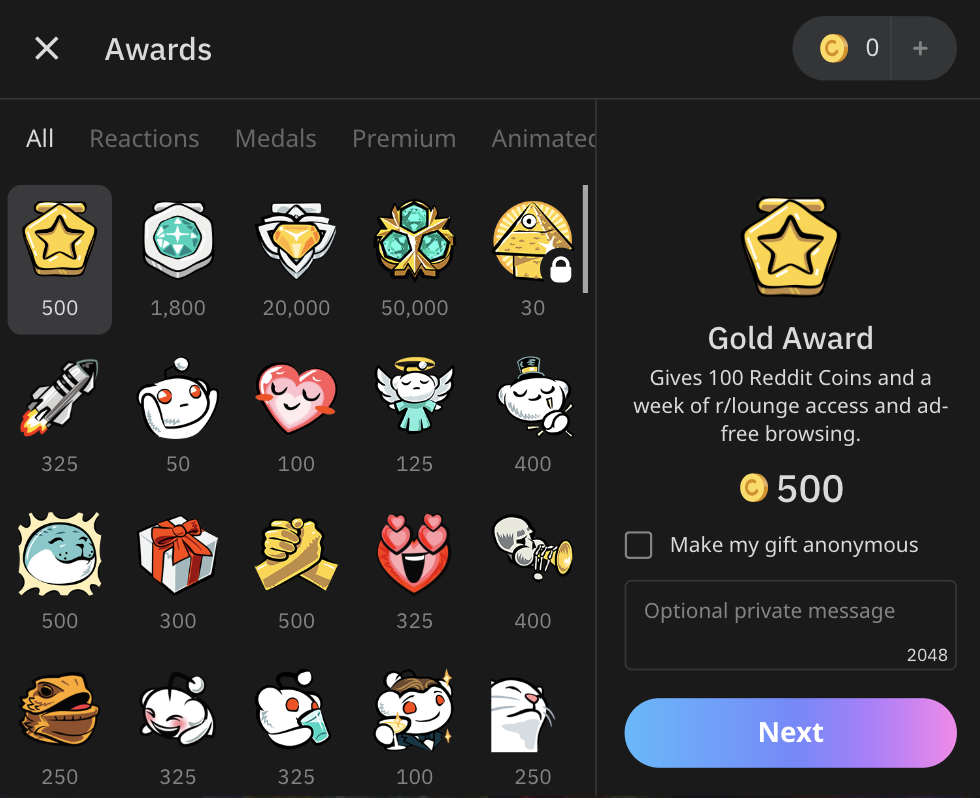 Awards
0 +
All Reactions Medals Premium Animated
500 1,800 20,000 50,000 30
325 50 100 125 400
500 300 500 325 400
250 325 325 100 250
Gold Award
Gives 100 Reddit Coins and a
week of r/lounge access and ad-
free browsing.
500
Make my gift anonymous
Optional private message
2048
Next